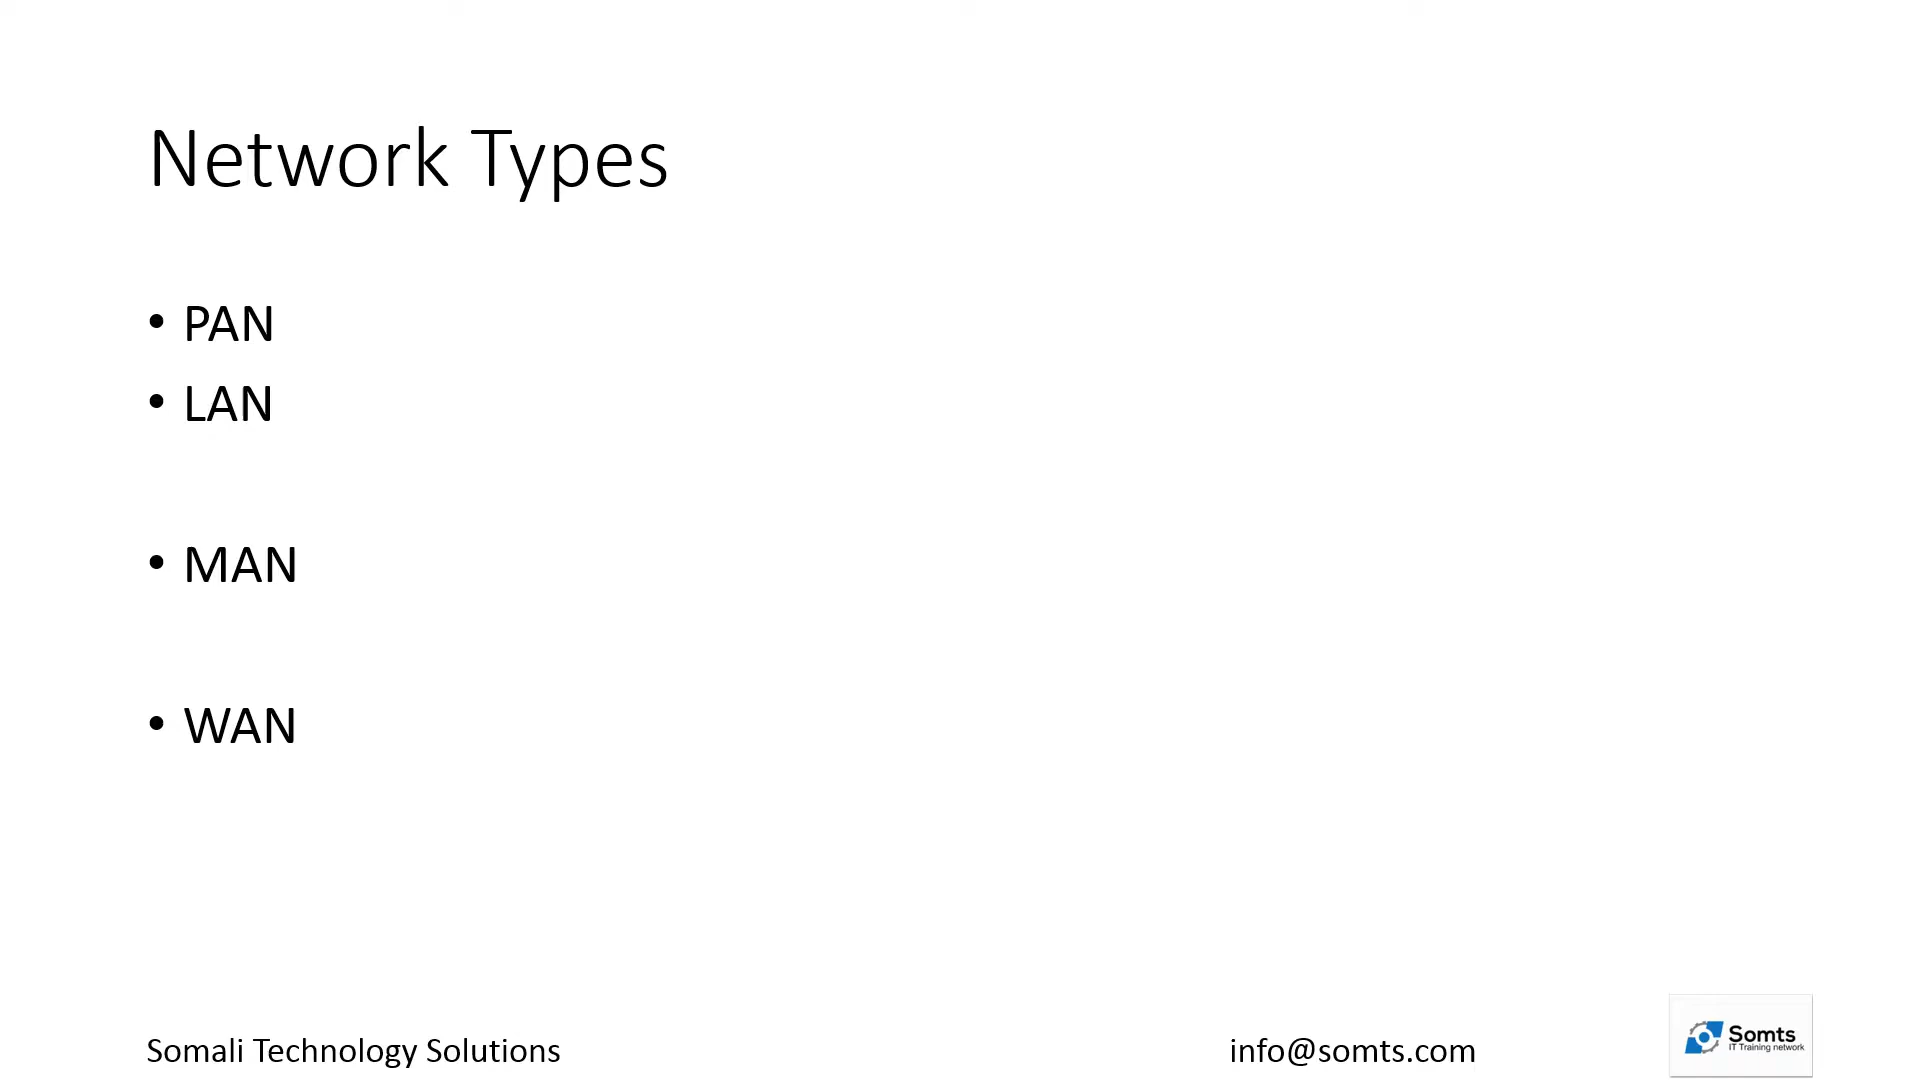 Network Types
• PAN
• LAN
• MAN
• WAN
Somali Technology Solutions
info@somts.com
Somts
IT Training network